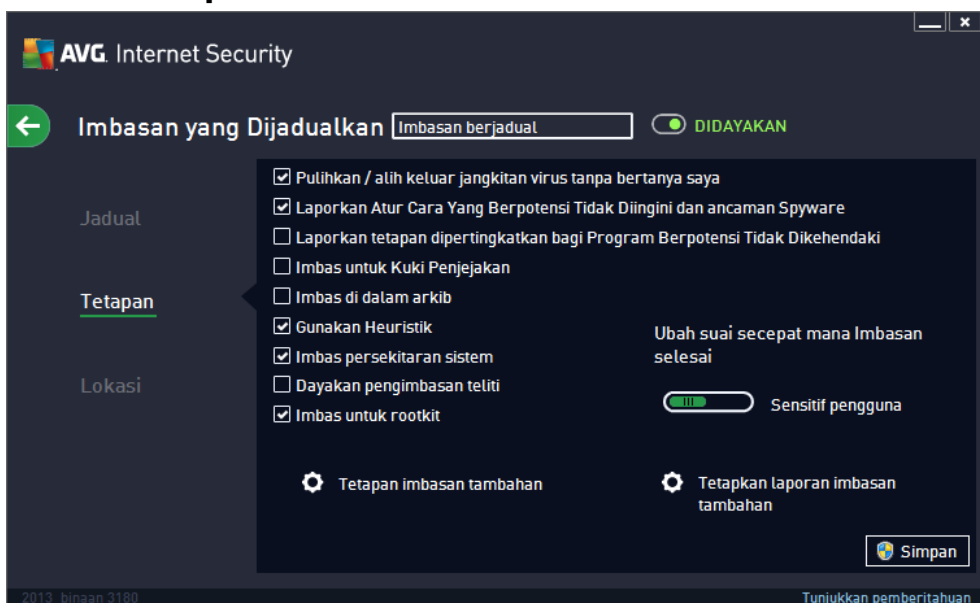 AVG. Internet Security
Imbasan yang Dijadualkan
Imbasan berjadual
DIDAYAKAN
Jadual
Tetapan
Lokasi
Pulihkan / alih keluar jangkitan virus tanpa bertanya saya
Laporkan Atur Cara Yang Berpotensi Tidak Diingini dan ancaman Spyware
Laporkan tetapan dipertingkatkan bagi Program Berpotensi Tidak Dikehendaki
Imbas untuk Kuki Penjejakan
Imbas di dalam arkib
Gunakan Heuristik
Imbas persekitaran sistem
Dayakan pengimbasan teliti
Imbas untuk rootkit
Ubah suai secepat mana Imbasan
selesai
Sensitif pengguna
Tetapan imbasan tambahan
Tetapkan laporan imbasan
tambahan
Simpan
2013 binaan 3180
Tunjukkan pemberitahuan